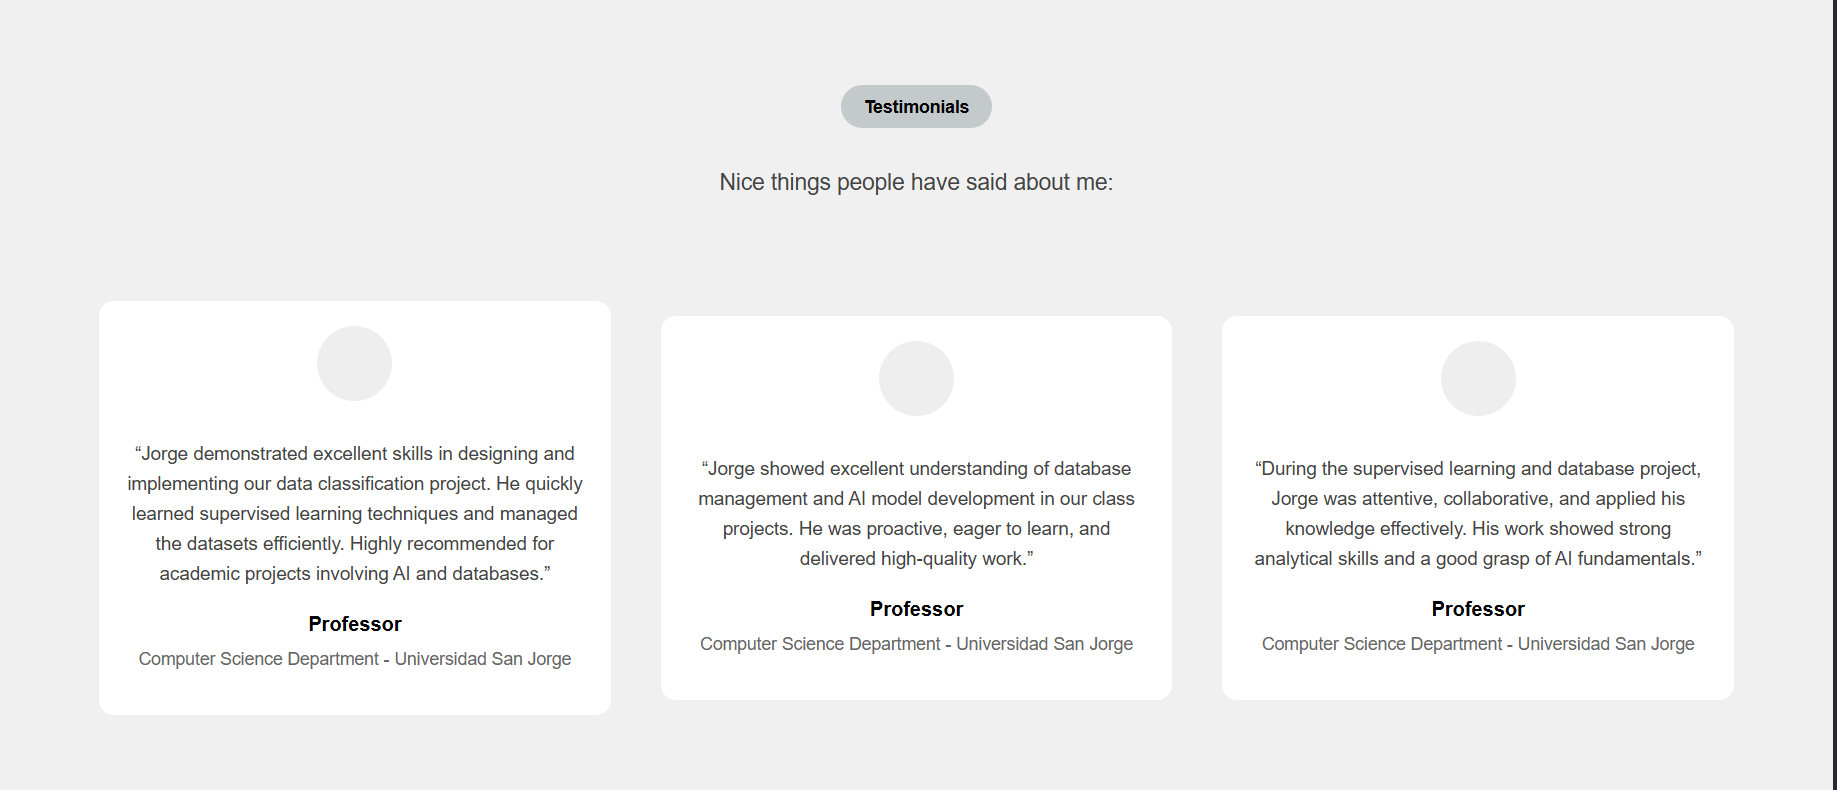 Testimonials
Nice things people have said about me:
“Jorge demonstrated excellent skills in designing and
implementing our data classification project. He quickly
learned supervised learning techniques and managed
the datasets efficiently. Highly recommended for
academic projects involving AI and databases.”
Professor
Computer Science Department - Universidad San Jorge
“Jorge showed excellent understanding of database
management and AI model development in our class
projects. He was proactive, eager to learn, and
delivered high-quality work.”
Professor
Computer Science Department - Universidad San Jorge
“During the supervised learning and database project,
Jorge was attentive, collaborative, and applied his
knowledge effectively. His work showed strong
analytical skills and a good grasp of AI fundamentals.”
Professor
Computer Science Department - Universidad San Jorge